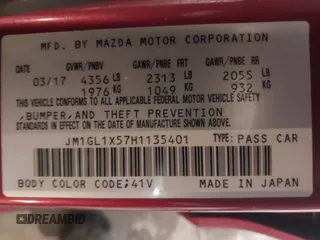 MFD. BY MAZDA MOTOR CORPORATION
GVWR/PNBV GAWR/PNBE FRT GAWR/PNBE RR
03/17 4356 LB 2313 LB 2055 LB
1976 KG 1049 KG 932 KG
THIS VEHICLE CONFORMS TO ALL APPLICABLE FEDERAL MOTOR VEHICLE SAFETY
,BUMPER,AND THEFT PREVENTION
STANDARDS IN EFFECT ON THE DATE OF MANUFACTURE SHOWN ABOVE.
JM1GL1X57H1135401 TYPE:PASS CAR
BODY COLOR CODE:41V MADE IN JAPAN
DREAMBID